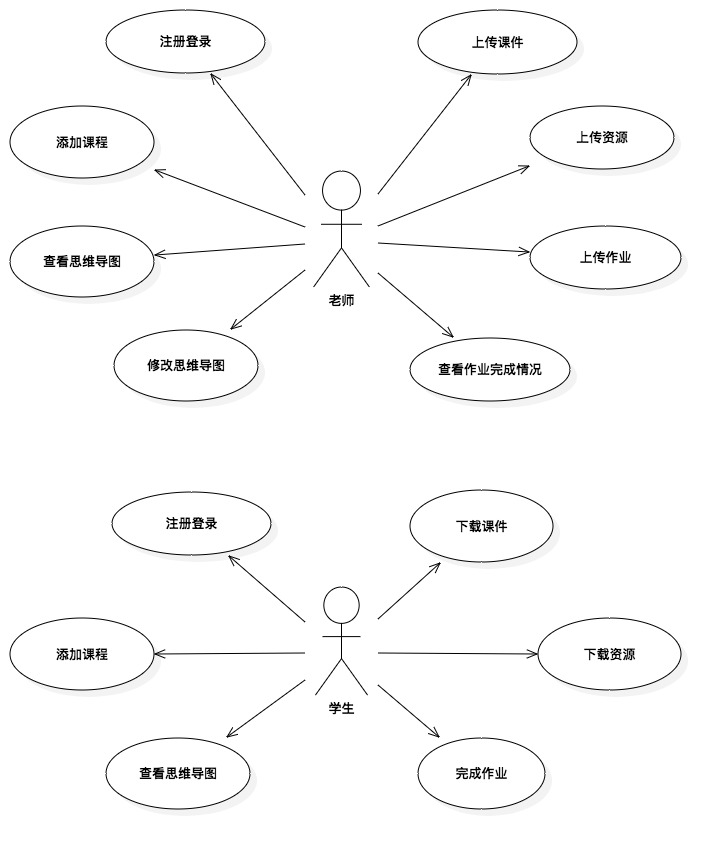 注册登录
上传课件
添加课程
上传资源
查看思维导图
上传作业
老师
修改思维导图
查看作业完成情况
注册登录
下载课件
添加课程
下载资源
学生
查看思维导图
完成作业